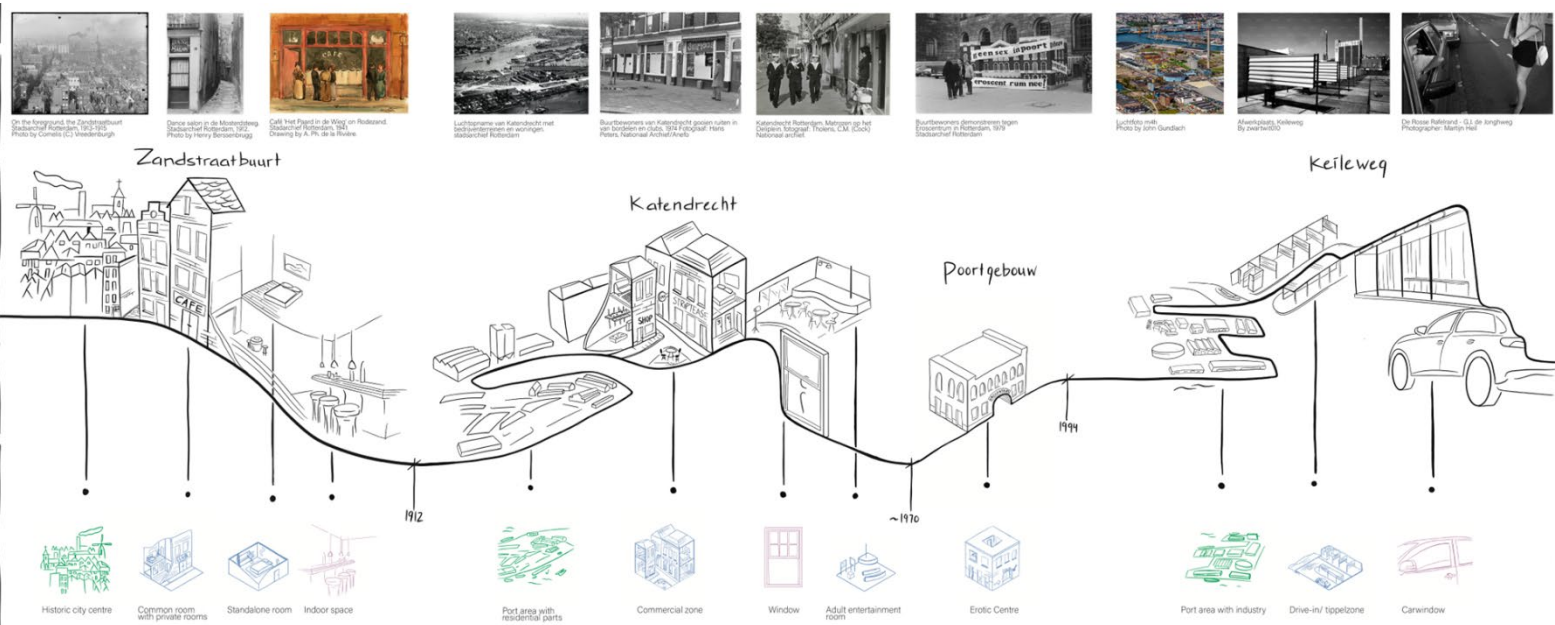 On the foreground, the Zandstraatbuurt
Stadsarchief Rotterdam, 1913-1915
Photo by Cornelis (C.) Vreedenburgh
Dance salon in de Mosterdsteeg.
Stadsarchief Rotterdam, 1912.
Photo by Henry Berssenbrugg
Café 'Het Paard in de Wieg' on Rodezand.
Stadsarchief Rotterdam, 1941
Drawing by A. Ph. de la Rivière.
Luchtopname van Katendrecht met
bedrijventerreinen en woningen.
stadsarchief Rotterdam
Buurtbewoners van Katendrecht gooien ruiten in
van bordelen en clubs, 1974 Fotograaf: Hans
Peters. Nationaal Archief/Anefo
Katendrecht Rotterdam, Matrozen op het
Deliplein, fotograaf: Tholens, C.M. (Cock)
Nationaal archief
geen sex in poort
eroscentrum nee!
Buurtbewoners demonstreren tegen
Eroscentrum in Rotterdam, 1979
Stadsarchief Rotterdam
Luchtfoto m4h
Photo by John Gundlach
Afwerkplaats, Keileweg
By zwartwit010
De Rosse Rafelrand - G.J. de Jonghweg
Photographer: Martijn Heil
Zandstraatbuurt
Katendrecht
Poortgebouw
Keileweg
CAFE
SHOP
STRIPTEASE
1912
~1970
1994
Historic city centre
Common room
with private rooms
Standalone room
Indoor space
Port area with
residential parts
Commercial zone
Window
Adult entertainment
room
Erotic Centre
Port area with industry
Drive-in/ tippelzone
Carwindow